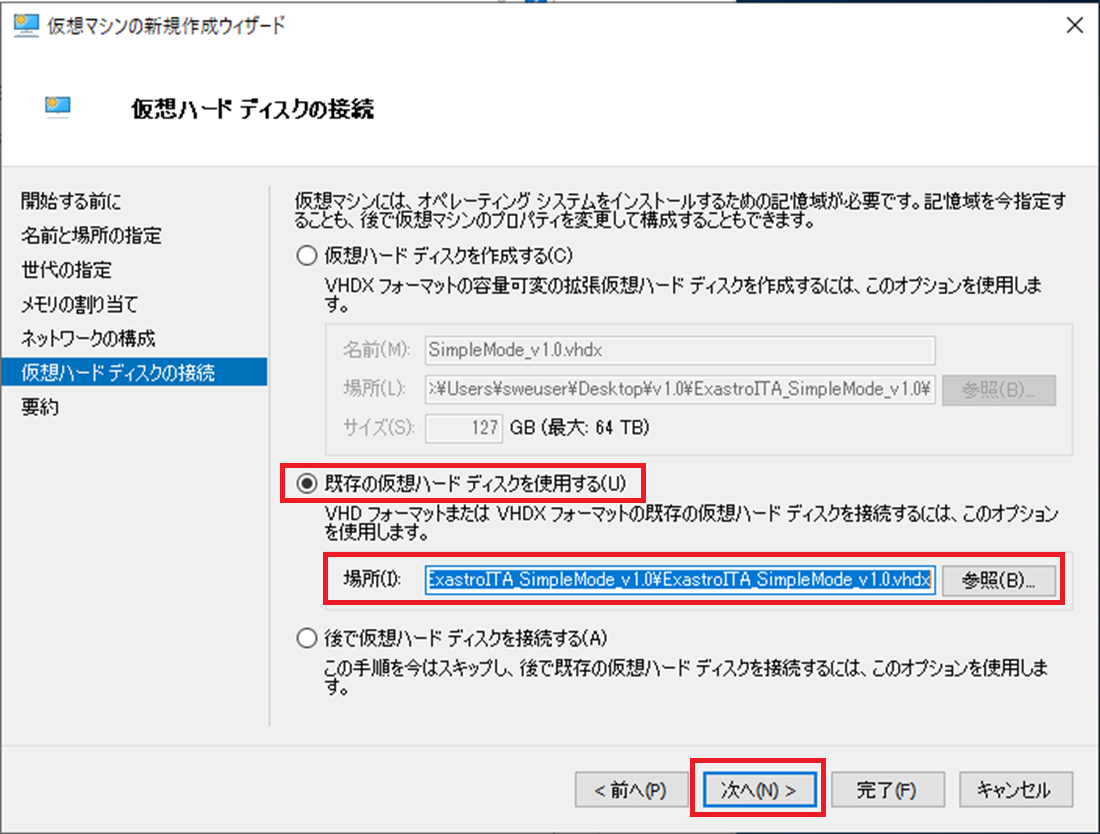 仮想マシンの新規作成ウィザード
仮想ハード ディスクの接続
開始する前に
名前と場所の指定
世代の指定
メモリの割り当て
ネットワークの構成
仮想ハード ディスクの接続
要約
仮想マシンには、オペレーティング システムをインストールするための記憶域が必要です。記憶域を今指定す
ることも、後で仮想マシンのプロパティを変更して構成することもできます。
仮想ハード ディスクを作成する(C)
VHDX フォーマットの容量可変の拡張仮想ハード ディスクを作成するには、このオプションを使用しま
す。
名前(M): SimpleMode_v1.0.vhdx
場所(L): :¥Users¥sweuser¥Desktop¥v1.0¥ExastroITA_SimpleMode_v1.0¥ 参照(B)...
サイズ(S): 127 GB (最大: 64 TB)
既存の仮想ハード ディスクを使用する(U)
VHD フォーマットまたは VHDX フォーマットの既存の仮想ハード ディスクを接続するには、このオプション
を使用します。
場所(I): ExastroITA_SimpleMode_v1.0¥ExastroITA_SimpleMode_v1.0.vhdx 参照(B)...
後で仮想ハード ディスクを接続する(A)
この手順を今はスキップし、後で既存の仮想ハード ディスクを接続するには、このオプションを使用しま
す。
< 前へ(P) 次へ(N) > 完了(F) キャンセル